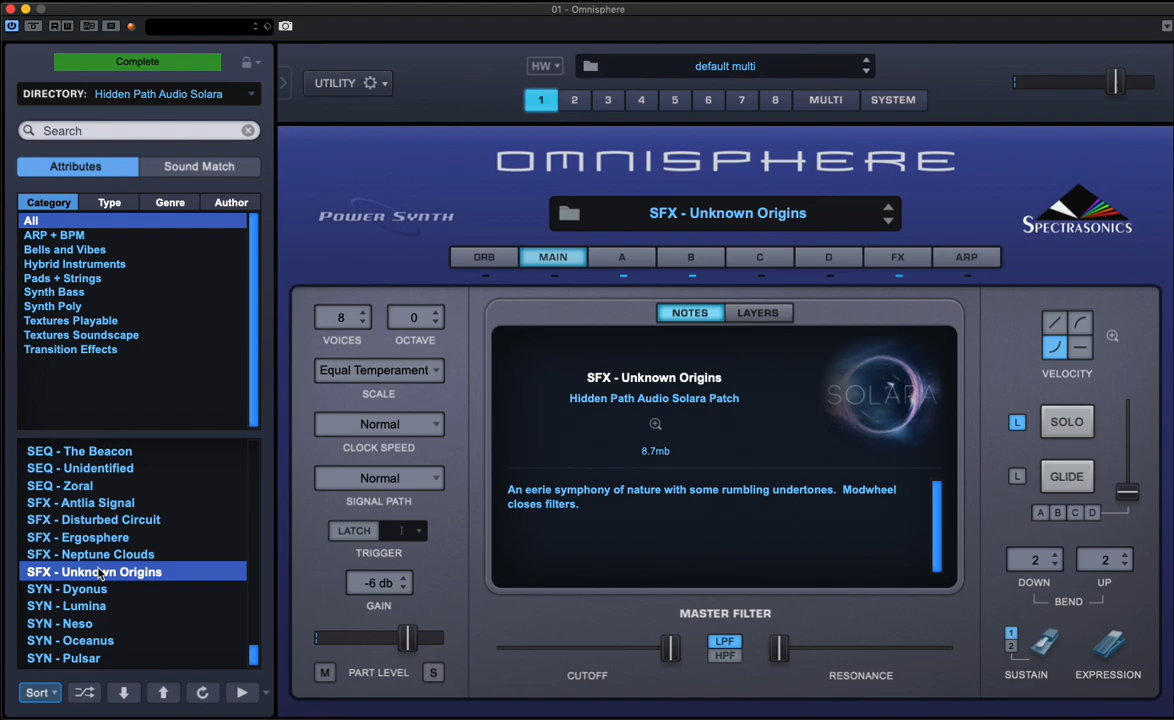 01 - Omnisphere
R W
Complete
DIRECTORY: Hidden Path Audio Solara
Search
Attributes
Sound Match
Category
Type
Genre
Author
All
ARP + BPM
Bells and Vibes
Hybrid Instruments
Pads + Strings
Synth Bass
Synth Poly
Textures Playable
Textures Soundscape
Transition Effects
SEQ - The Beacon
SEQ - Unidentified
SEQ - Zoral
SFX - Antlia Signal
SFX - Disturbed Circuit
SFX - Ergosphere
SFX - Neptune Clouds
SFX - Unknown Origins
SYN - Dyonus
SYN - Lumina
SYN - Neso
SYN - Oceanus
SYN - Pulsar
Sort
UTILITY
HW
default multi
1 2 3 4 5 6 7 8 MULTI SYSTEM
OMNISPHERE
POWER SYNTH
SFX - Unknown Origins
SPECTRASONICS
ORB MAIN A B C D FX ARP
8
0
VOICES
OCTAVE
Equal Temperament
SCALE
Normal
CLOCK SPEED
Normal
SIGNAL PATH
LATCH
TRIGGER
-6 db
GAIN
M PART LEVEL S
NOTES
LAYERS
SFX - Unknown Origins
Hidden Path Audio Solara Patch
SOLARA
8.7mb
An eerie symphony of nature with some rumbling undertones. Modwheel
closes filters.
MASTER FILTER
LPF
HPF
CUTOFF
RESONANCE
VELOCITY
L SOLO
L GLIDE
A B C D
2
2
DOWN
UP
BEND
1
2
SUSTAIN
EXPRESSION